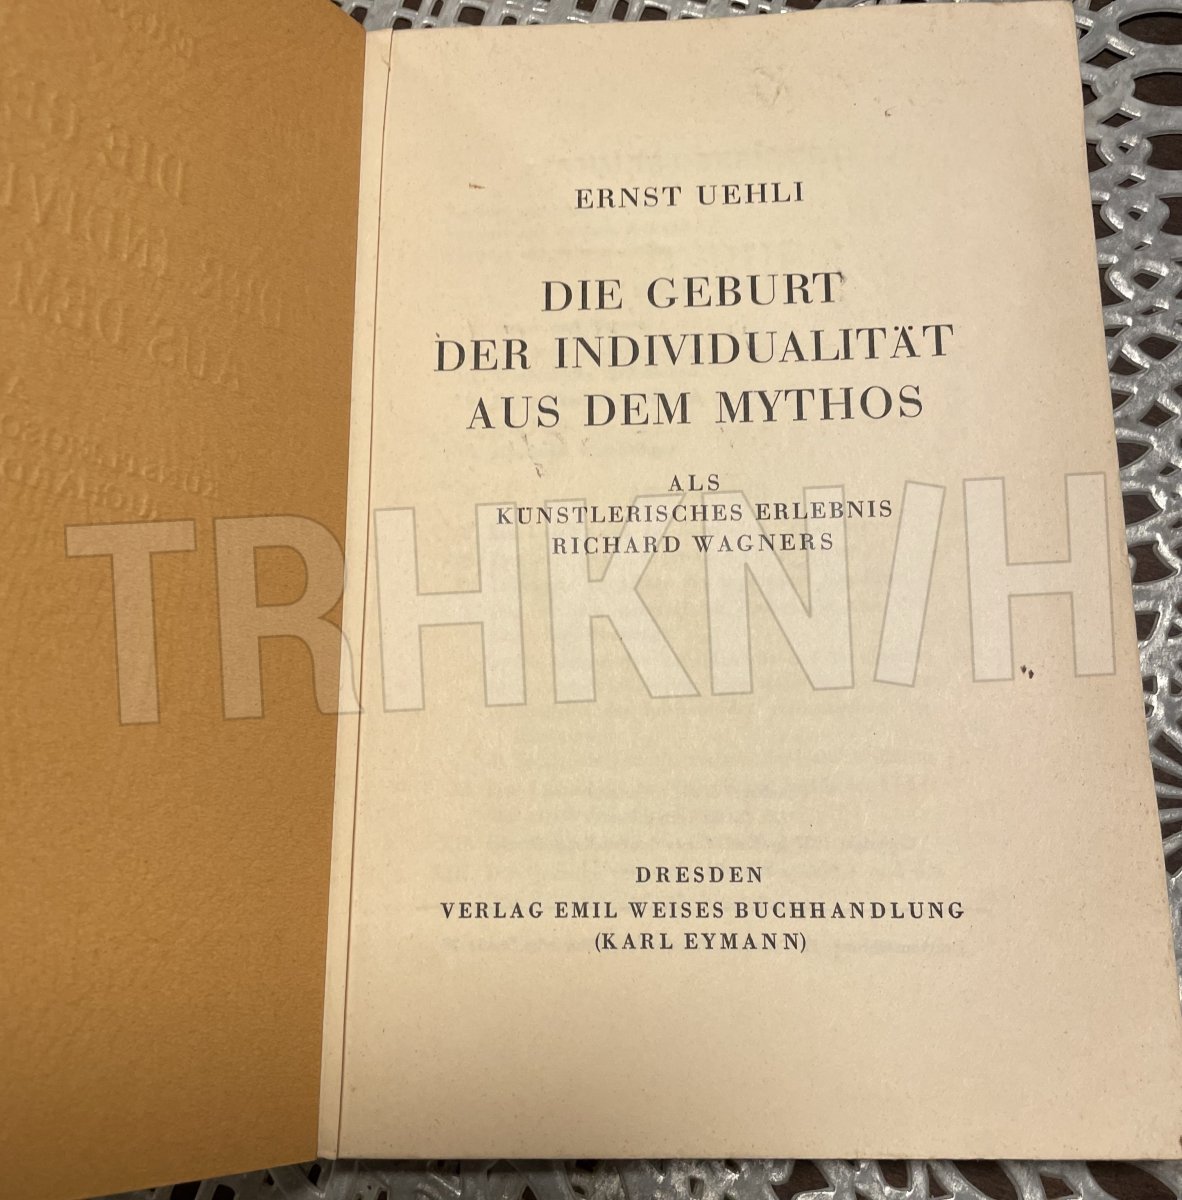 ERNST UEHLI
DIE GEBURT
DER INDIVIDUALITÄT
AUS DEM MYTHOS
ALS
KÜNSTLERISCHES ERLEBNIS
RICHARD WAGNERS
TRHKN/H
DRESDEN
VERLAG EMIL WEISES BUCHHANDLUNG
(KARL EYMANN)